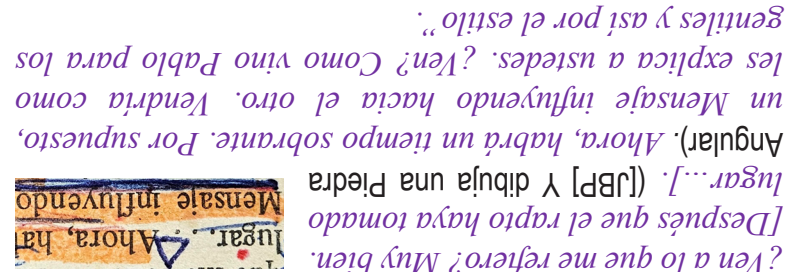 ¿Ven a lo que me refiero? Muy bien.
[Después que el rapto haya tomado
lugar…]. ([JBP] Y dibuja una Piedra
Angular). Ahora, habrá un tiempo sobrante. Por supuesto,
un Mensaje influyendo hacia el otro. Vendría como
les explica a ustedes. ¿Ven? Como vino Pablo para los
gentiles y así por el estilo”.
lugar. . . Ahora, hab
Mensaje influyendo